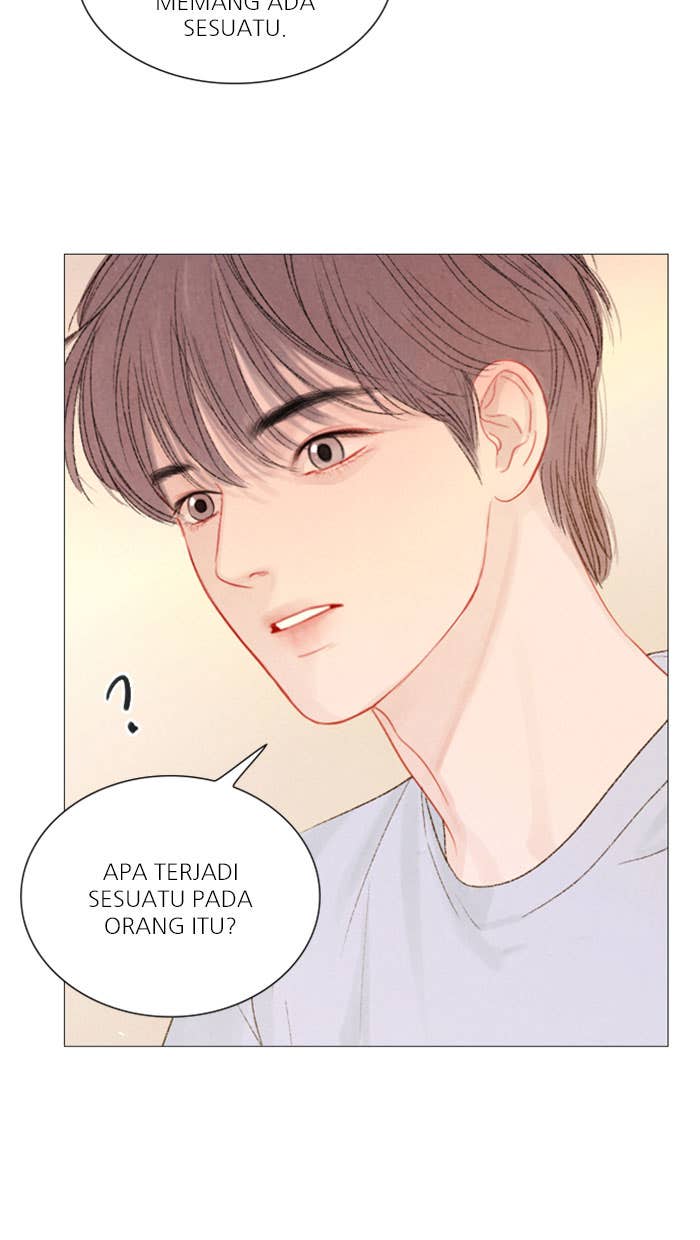 MEMANG ADA
SESUATU.
?
APA TERJADI
SESUATU PADA
ORANG ITU?